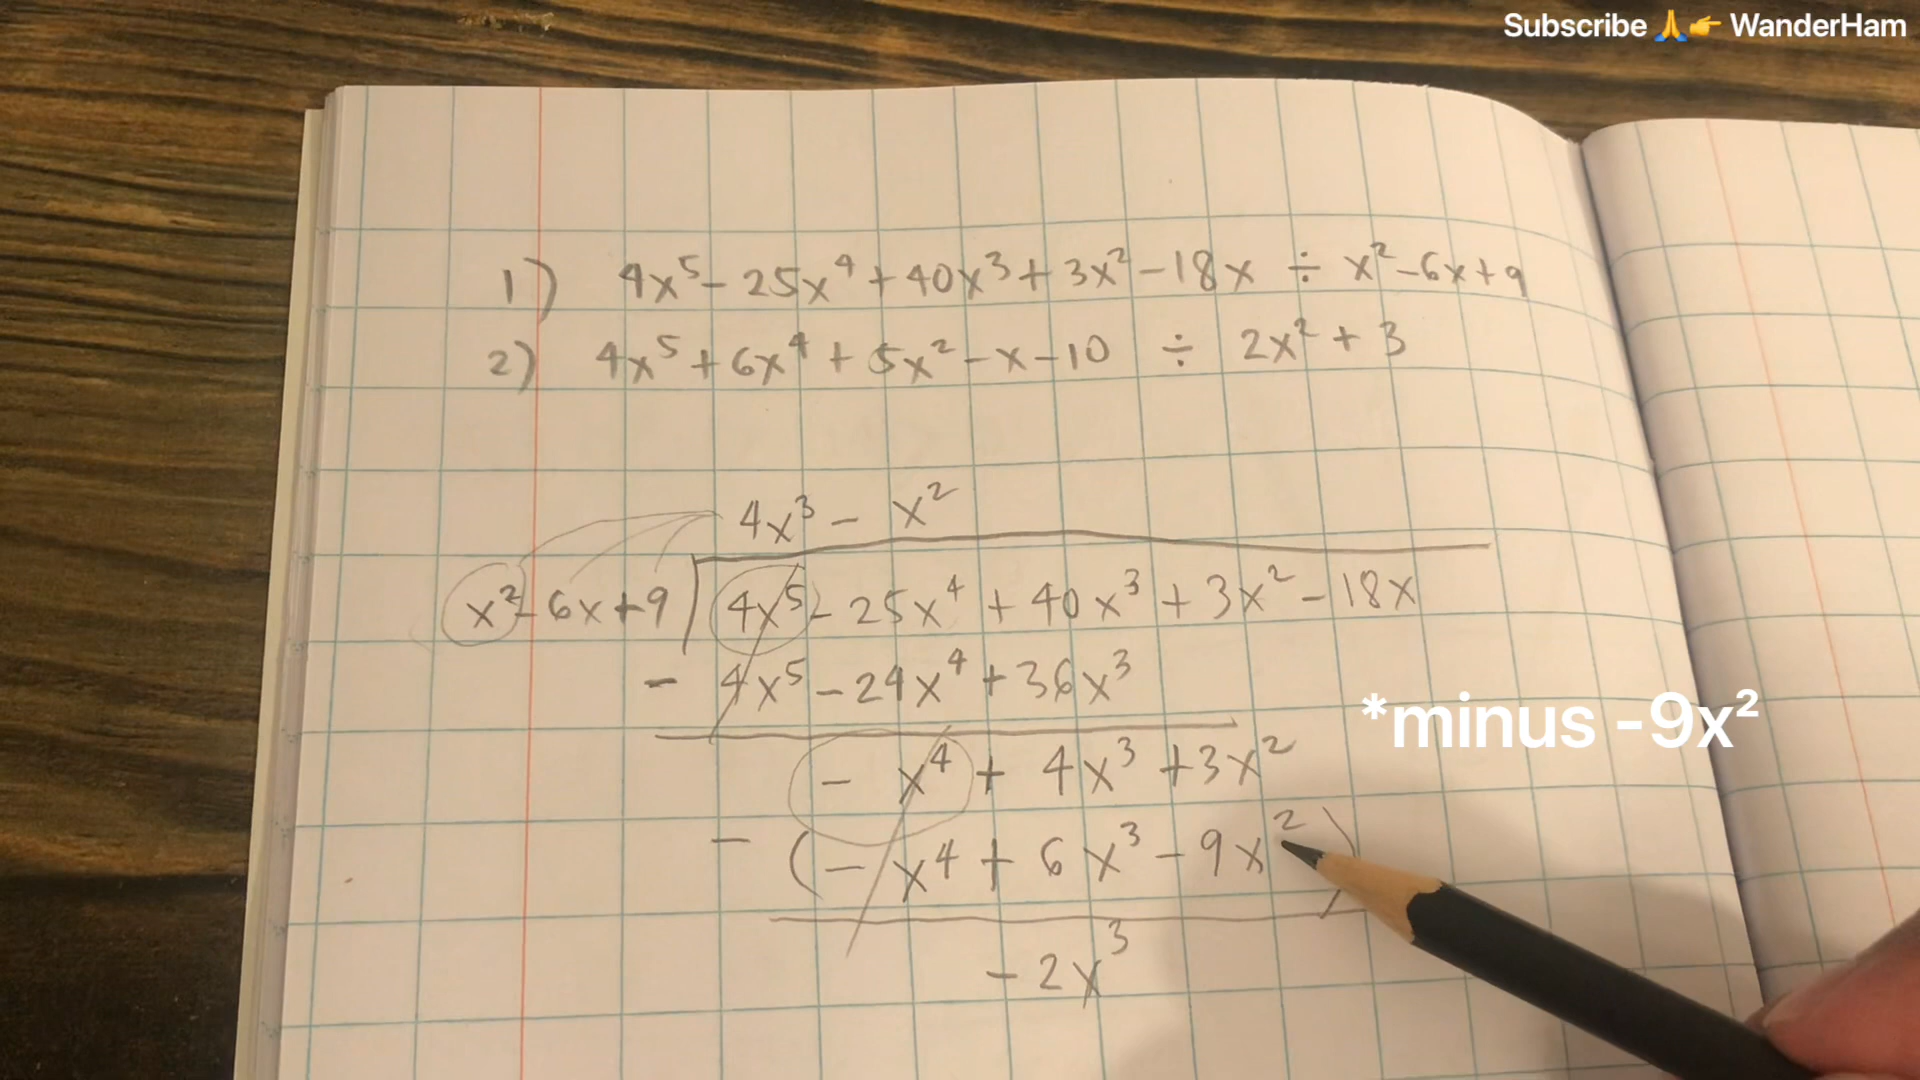 Subscribe 🙏👉 WanderHam
1) 4x⁵ - 25x⁴ + 40x³ + 3x² - 18x ÷ x² - 6x + 9
2) 4x⁵ + 6x⁴ + 5x² - x - 10 ÷ 2x² + 3
4x³ - x²
x² - 6x + 9 4x⁵ - 25x⁴ + 40x³ + 3x² - 18x
- 4x⁵ - 24x⁴ + 36x³
*minus -9x²
- x⁴ + 4x³ + 3x²
- (- x⁴ + 6x³ - 9x²)
- 2x³